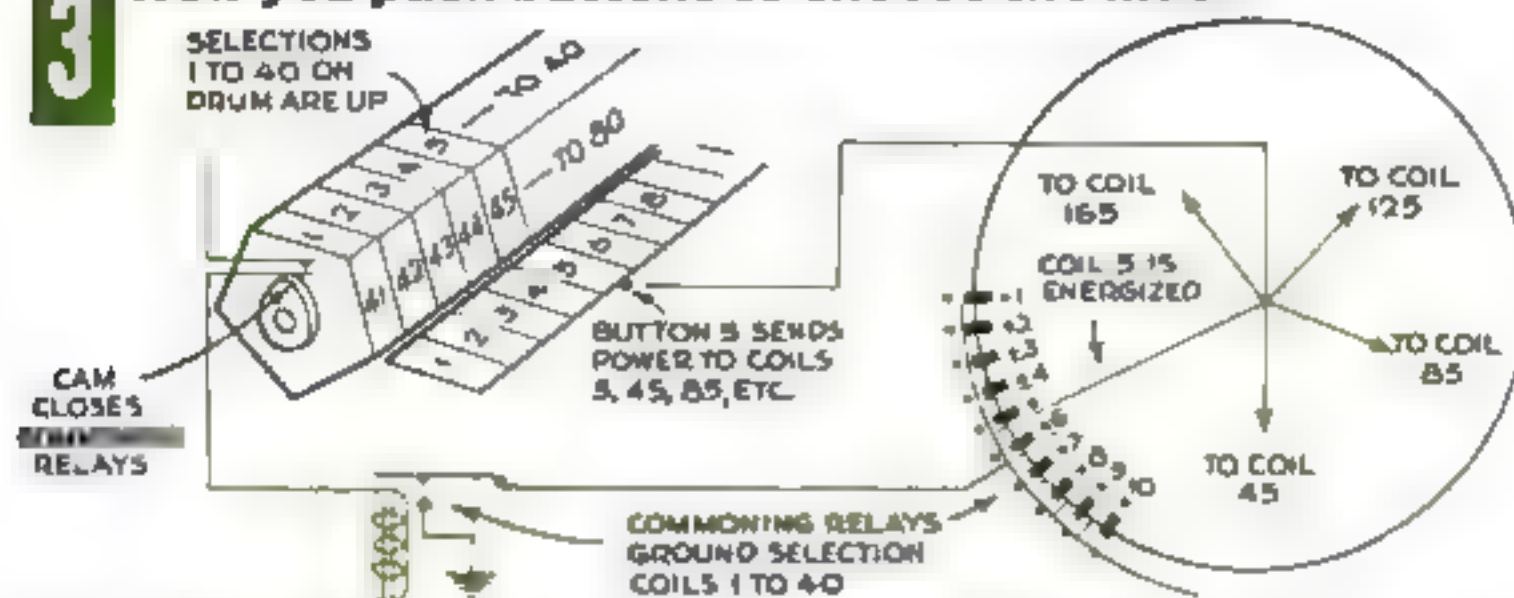 3
SELECTIONS
1 TO 40 ON
DRUM ARE UP
1 2 3 4 5 — TO 40
41 42 43 44 45 — TO 80
1 2 3 4 5 6 7 8
BUTTON 5 SENDS
POWER TO COILS
5, 45, 85, ETC.
CAM
CLOSES
RELAYS
COMMONING RELAYS
GROUND SELECTION
COILS 1 TO 40
TO COIL
165
TO COIL
125
COIL 5 IS
ENERGIZED
TO COIL
85
TO COIL
45
1
2
3
4
6
7
8
9
10